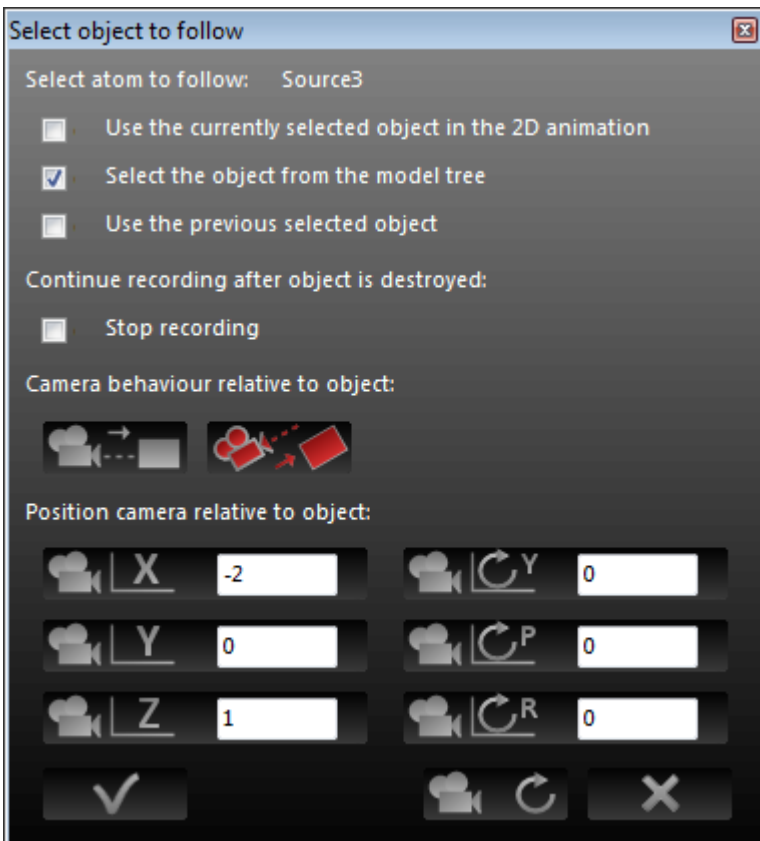 Select object to follow
Select atom to follow: Source3
Use the currently selected object in the 2D animation
Select the object from the model tree
Use the previous selected object
Continue recording after object is destroyed:
Stop recording
Camera behaviour relative to object:
Position camera relative to object:
X -2 Y 0
Y 0 P 0
Z 1 R 0